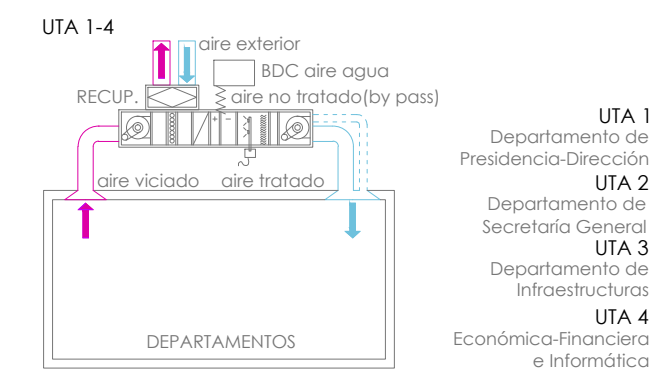 UTA 1-4
aire exterior
BDC aire agua
RECUP.
aire no tratado(by pass)
+ -
aire viciado
aire tratado
DEPARTAMENTOS
UTA 1
Departamento de
Presidencia-Dirección
UTA 2
Departamento de
Secretaría General
UTA 3
Departamento de
Infraestructuras
UTA 4
Económica-Financiera
e Informática